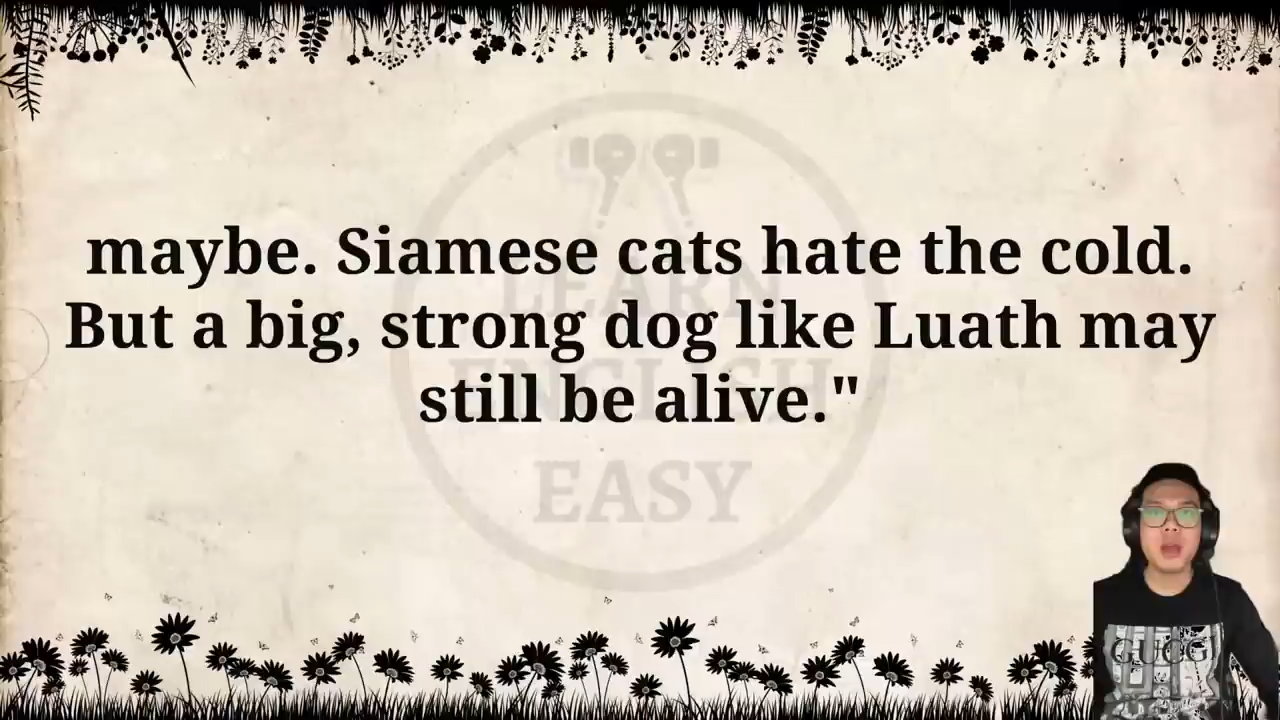 maybe. Siamese cats hate the cold.
But a big, strong dog like Luath may
still be alive."
LEARN
ENGLISH
EASY
GUCCI